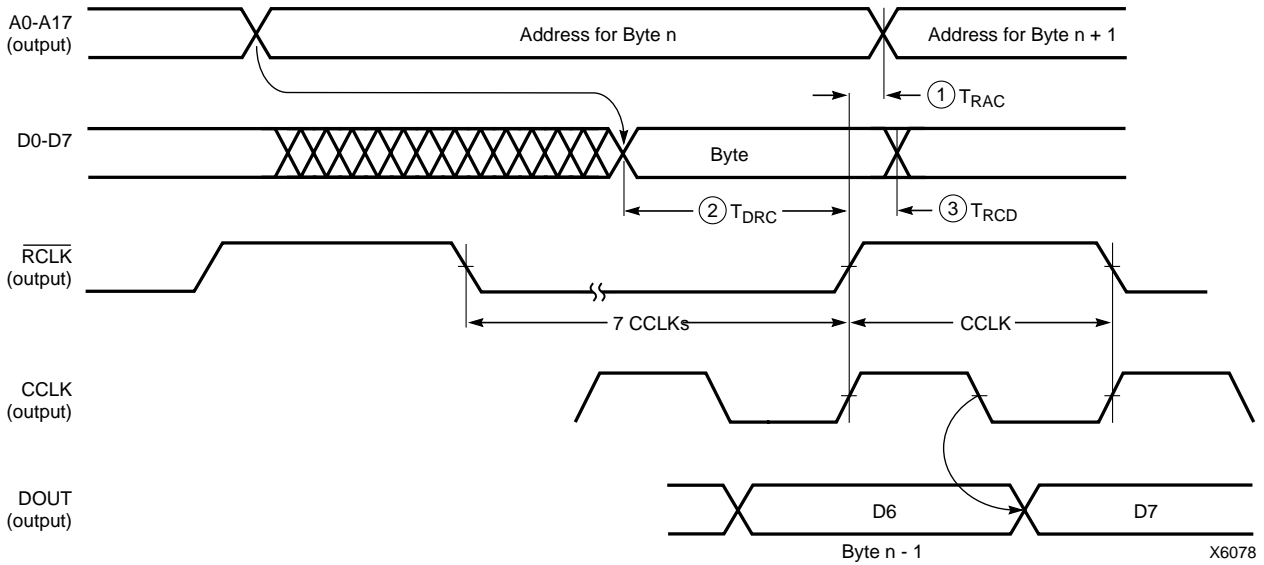 A0-A17
(output)
Address for Byte n
Address for Byte n + 1
1 TRAC
D0-D7
Byte
2 TDRC
3 TRCD
RCLK
(output)
7 CCLKs
CCLK
CCLK
(output)
DOUT
(output)
D6
D7
Byte n - 1
X6078